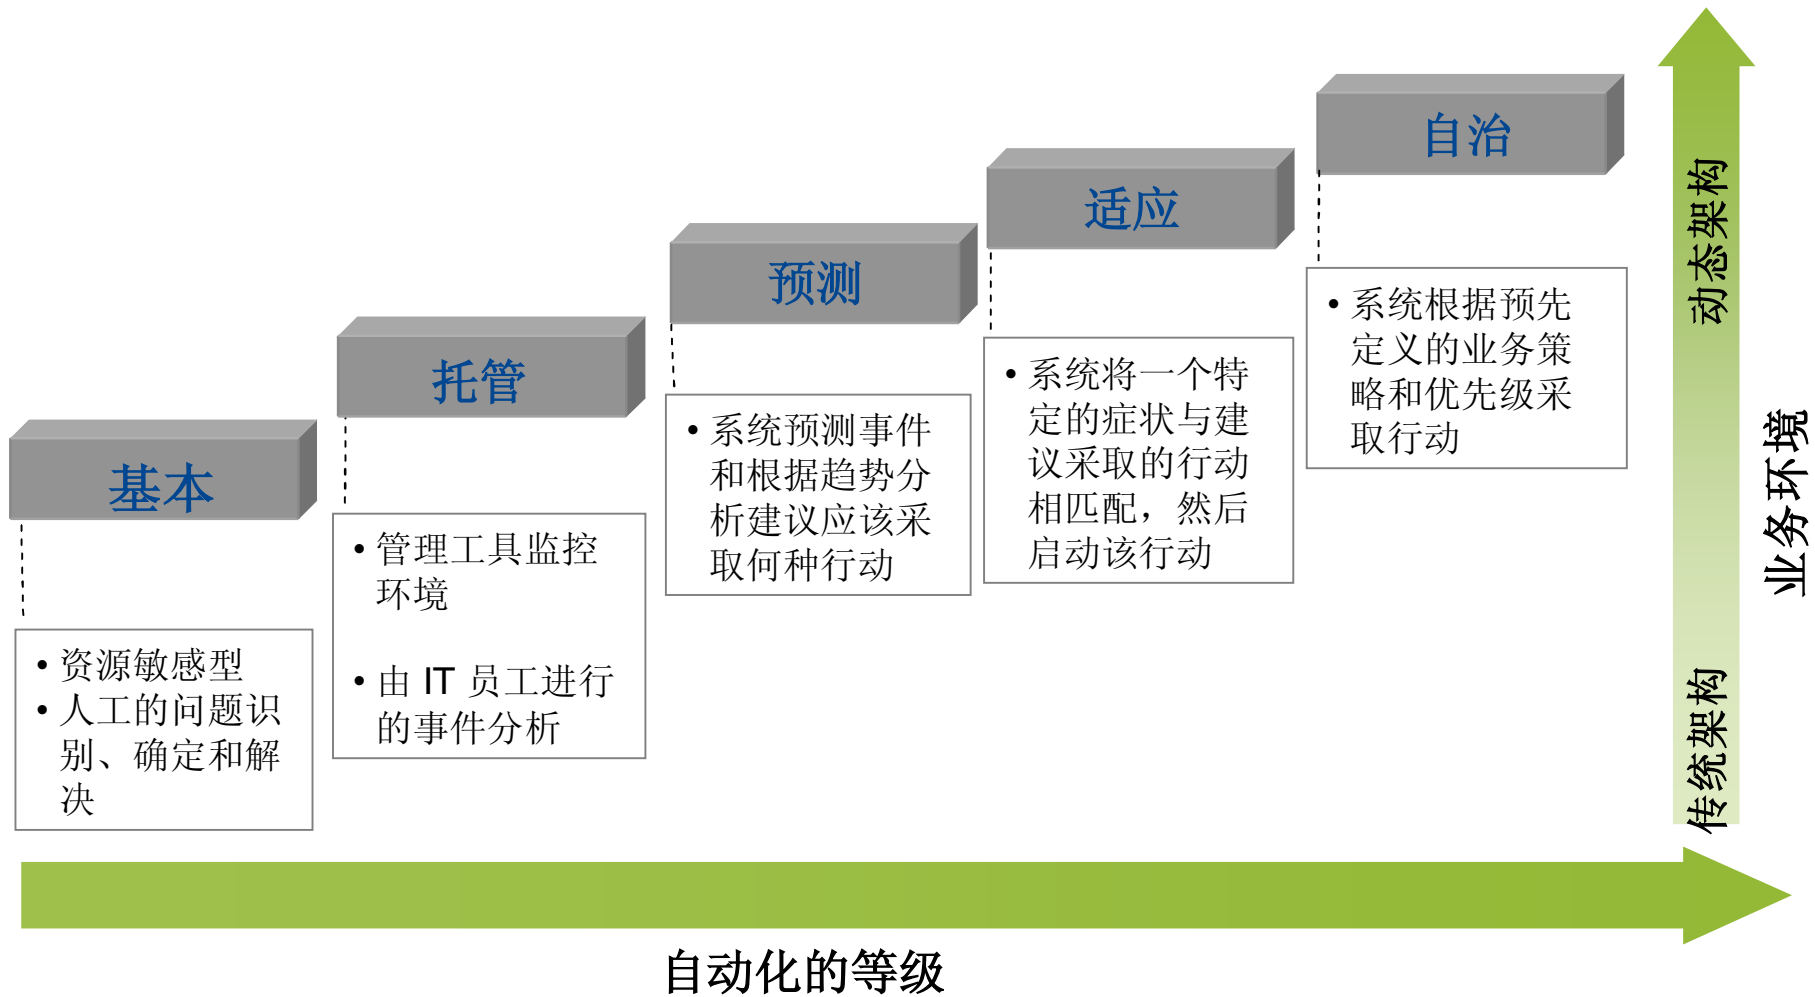 基本
• 资源敏感型
• 人工的问题识
别、确定和解
决
托管
• 管理工具监控
环境
• 由 IT 员工进行
的事件分析
预测
• 系统预测事件
和根据趋势分
析建议应该采
取何种行动
适应
• 系统将一个特
定的症状与建
议采取的行动
相匹配，然后
启动该行动
自治
• 系统根据预先
定义的业务策
略和优先级采
取行动
动态架构
传统架构
业务环境
自动化的等级